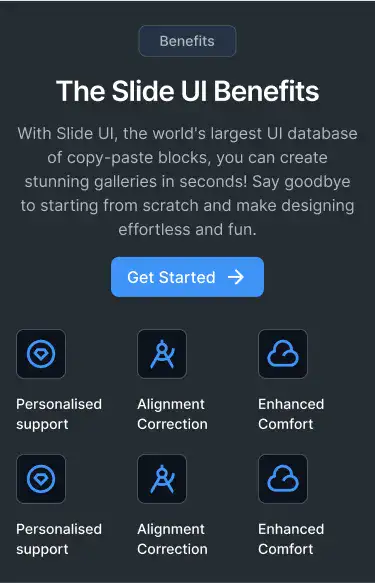 Benefits
The Slide UI Benefits
With Slide UI, the world's largest UI database
of copy-paste blocks, you can create
stunning galleries in seconds! Say goodbye
to starting from scratch and make designing
effortless and fun.
Get Started
Personalised
support
Alignment
Correction
Enhanced
Comfort
Personalised
support
Alignment
Correction
Enhanced
Comfort